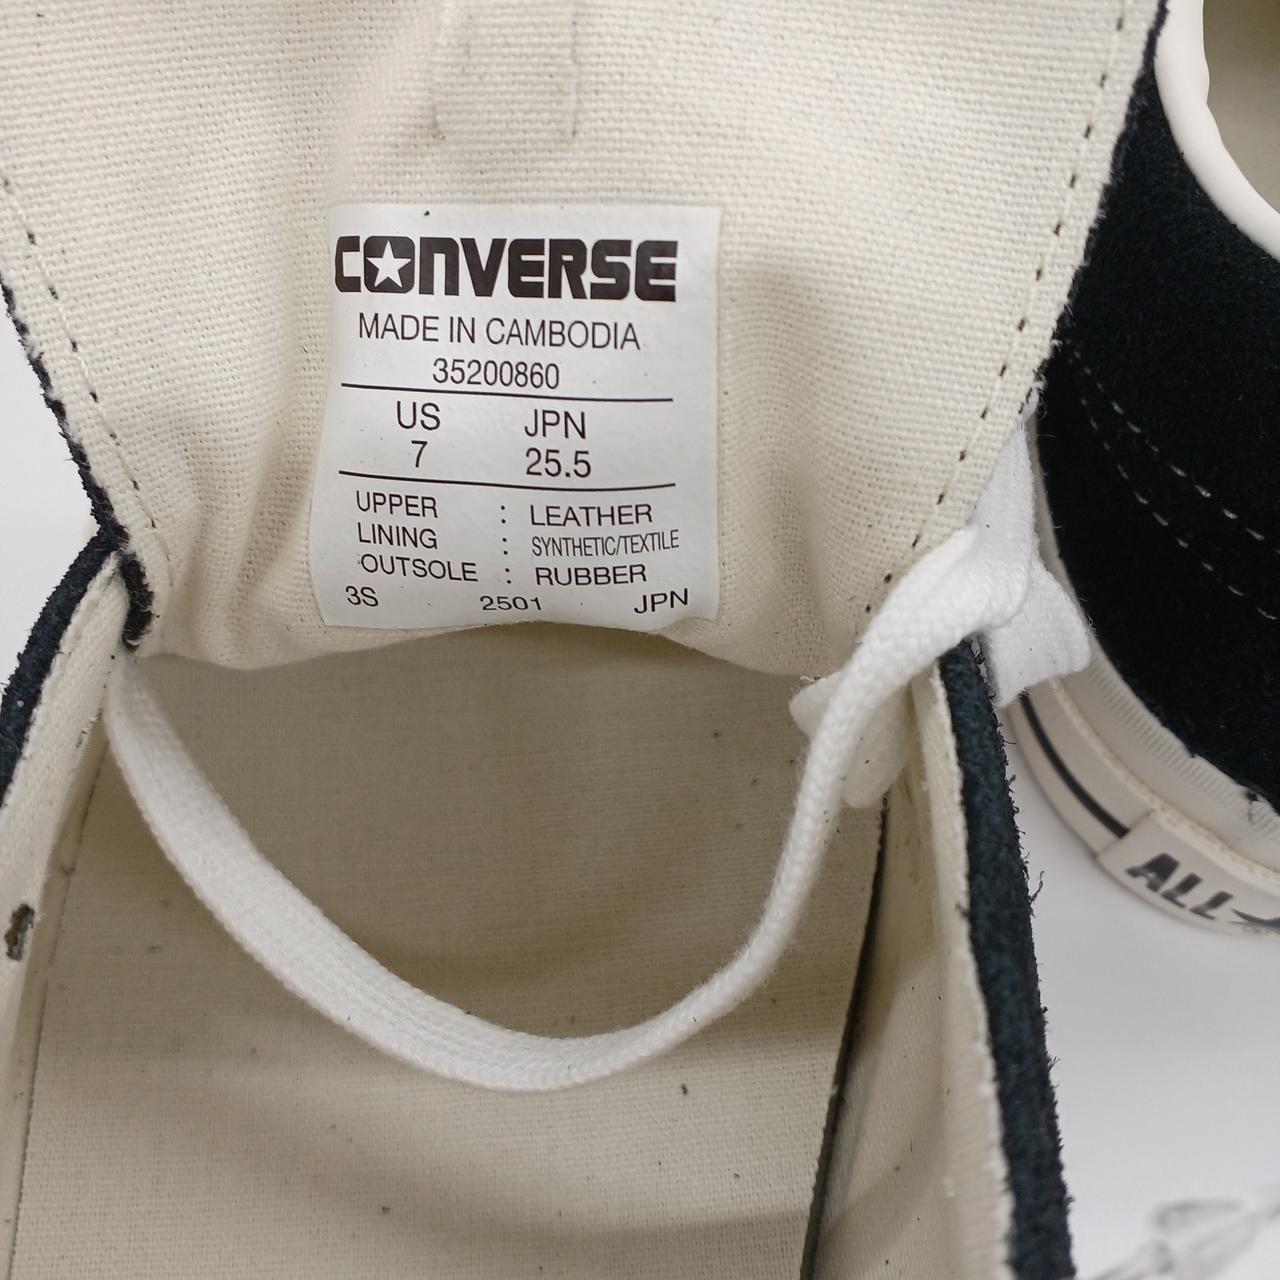 CONVERSE
MADE IN CAMBODIA
35200860
US JPN
7 25.5
UPPER : LEATHER
LINING : SYNTHETIC/TEXTILE
OUTSOLE : RUBBER
3S 2501 JPN
ALL